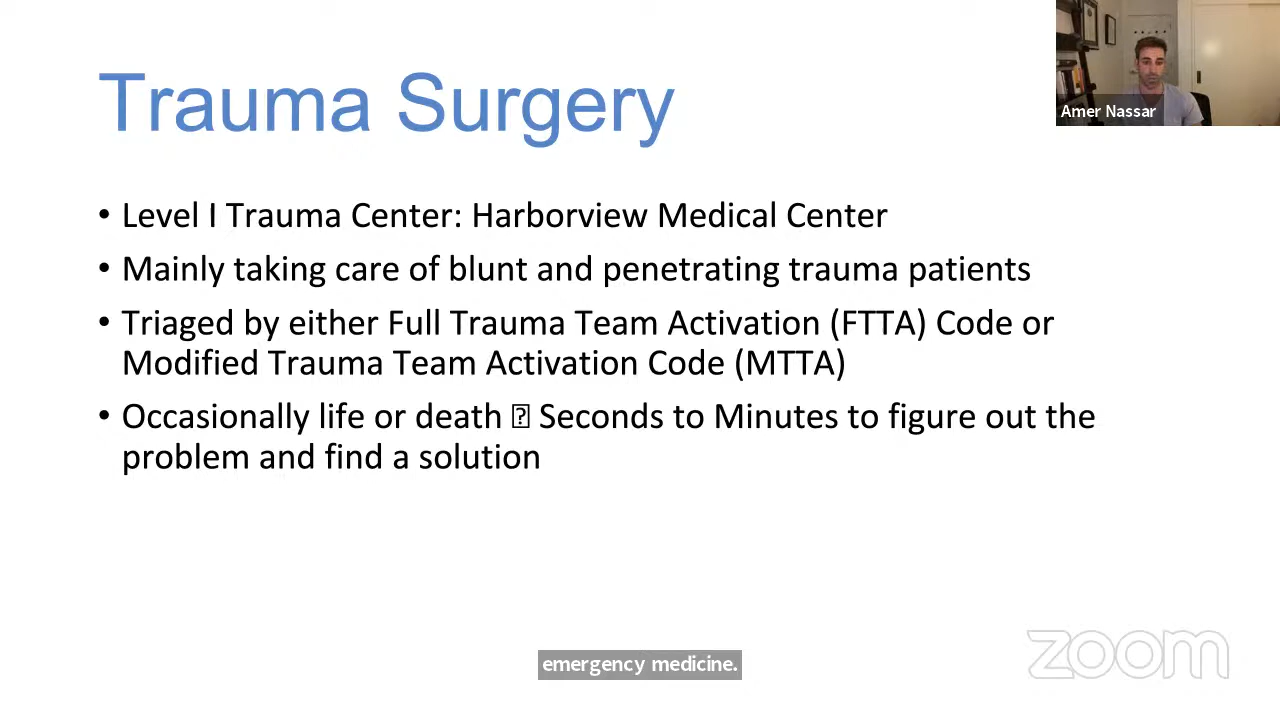 Trauma Surgery
Amer Nassar
• Level I Trauma Center: Harborview Medical Center
• Mainly taking care of blunt and penetrating trauma patients
• Triaged by either Full Trauma Team Activation (FTTA) Code or
Modified Trauma Team Activation Code (MTTA)
• Occasionally life or death ⍰ Seconds to Minutes to figure out the
problem and find a solution
emergency medicine.
zoom